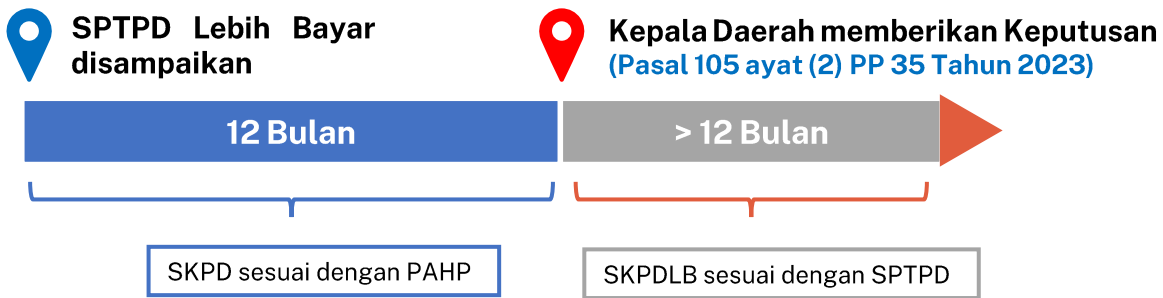 SPTPD Lebih Bayar
disampaikan
Kepala Daerah memberikan Keputusan
(Pasal 105 ayat (2) PP 35 Tahun 2023)
12 Bulan
> 12 Bulan
SKPD sesuai dengan PAHP
SKPDLB sesuai dengan SPTPD